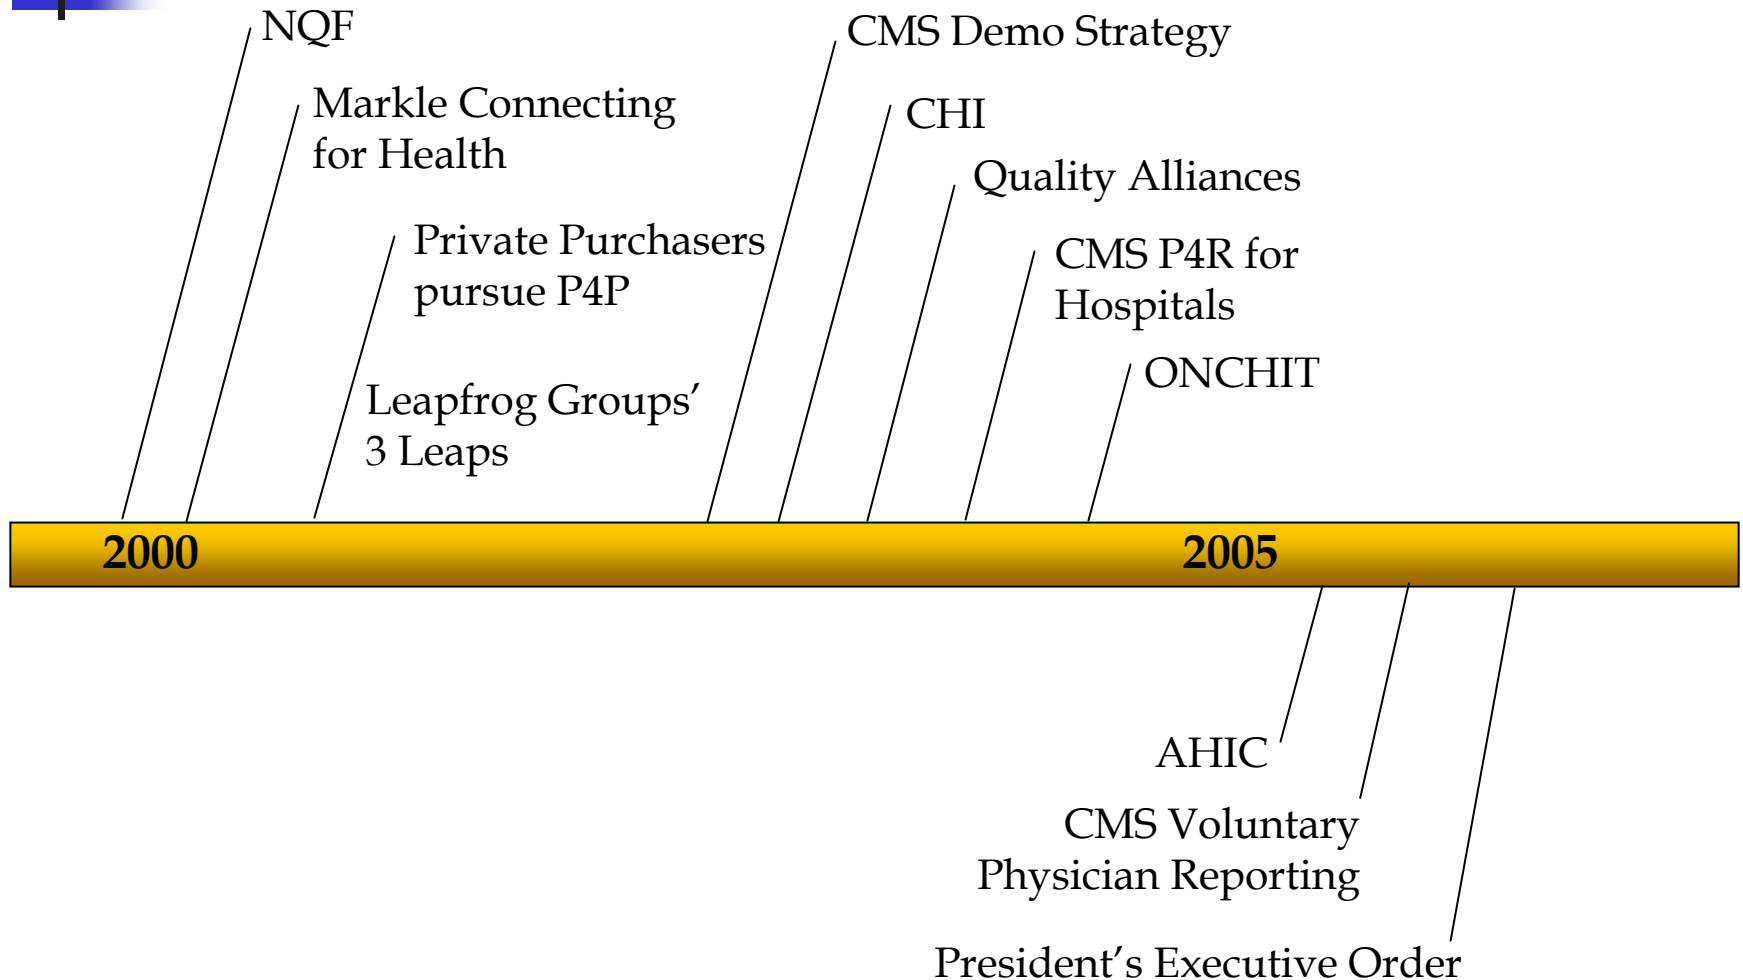 NQF
Markle Connecting
for Health
Private Purchasers
pursue P4P
Leapfrog Groups’
3 Leaps
CMS Demo Strategy
CHI
Quality Alliances
CMS P4R for
Hospitals
ONCHIT
2000
2005
AHIC
CMS Voluntary
Physician Reporting
President’s Executive Order